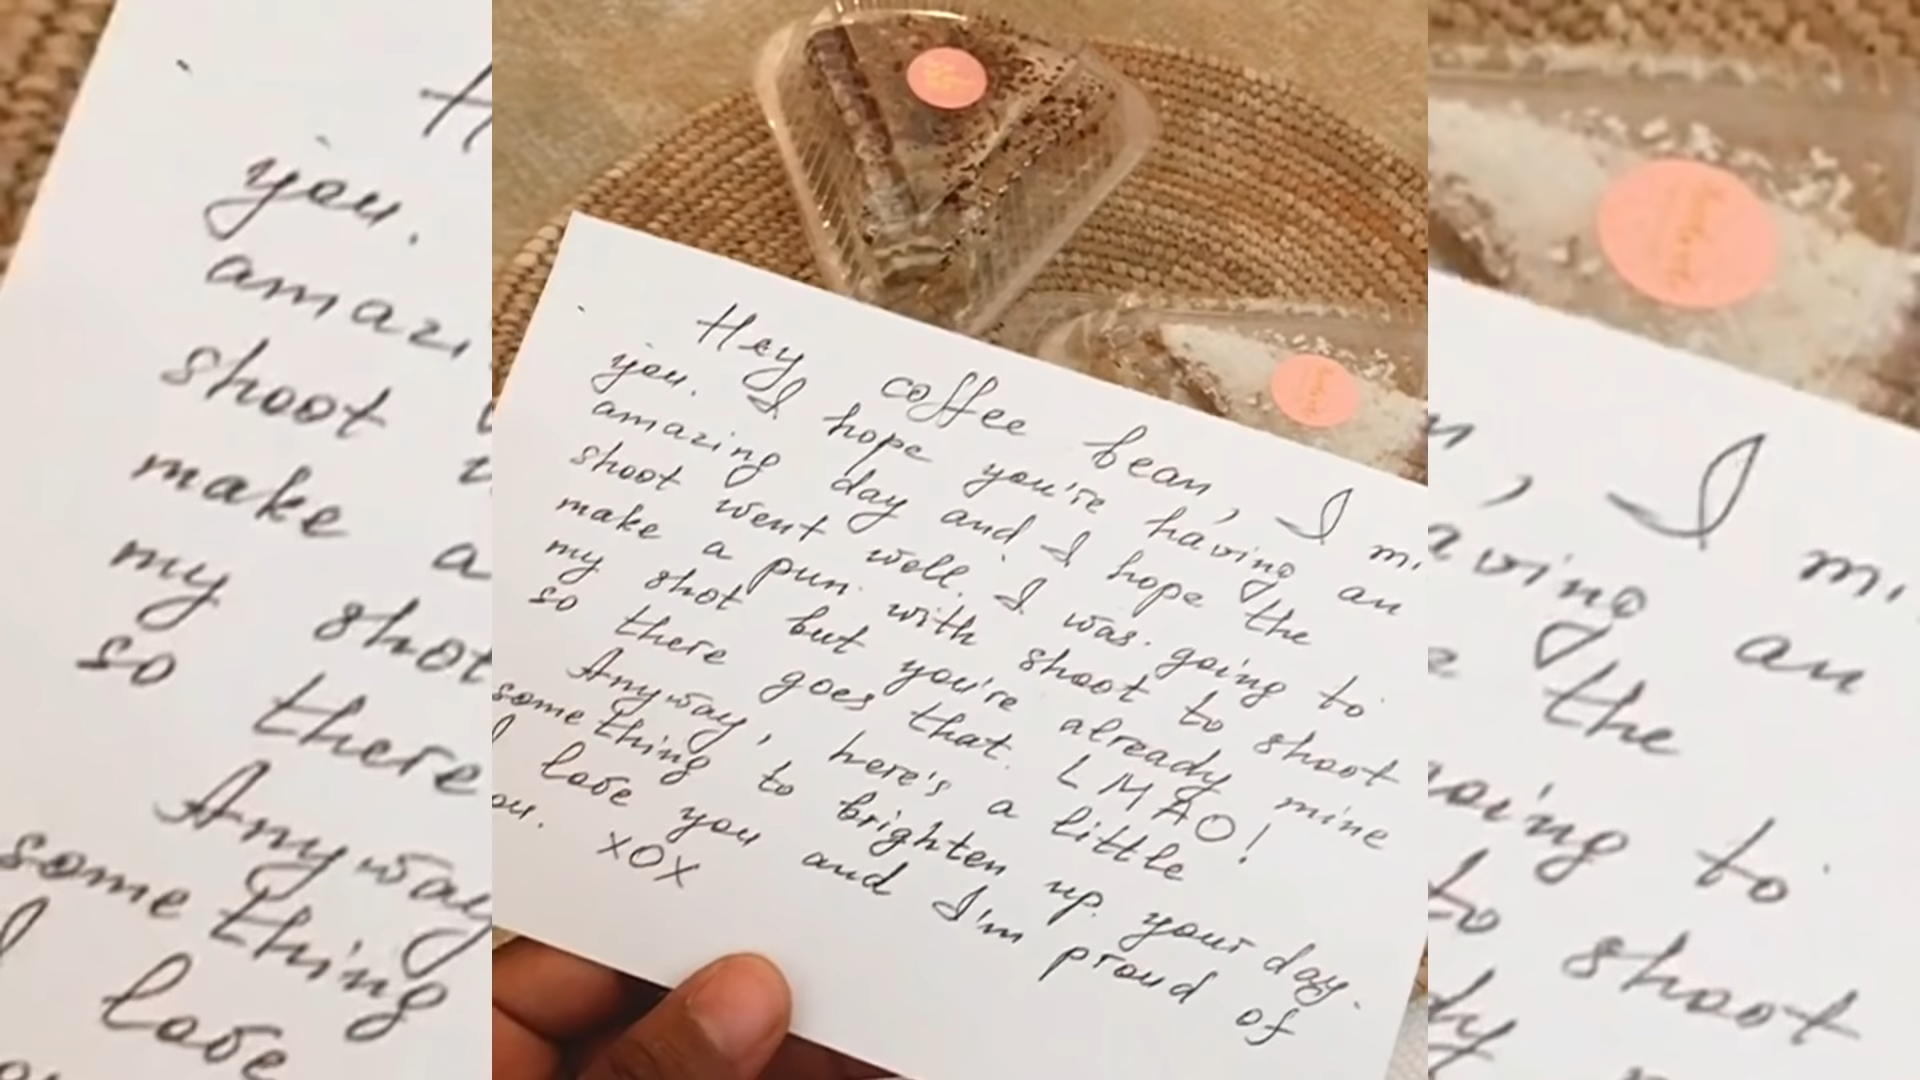 Hey coffee bean, I
you. I hope you're having an
amazing day and I hope the
shoot went well. I was going to
make a pun with shoot to shoot
my shot but you're already mine
so there goes that. LMAO!
Anyway, here's a little
something to brighten up your day.
I love you and I'm proud of
XOX